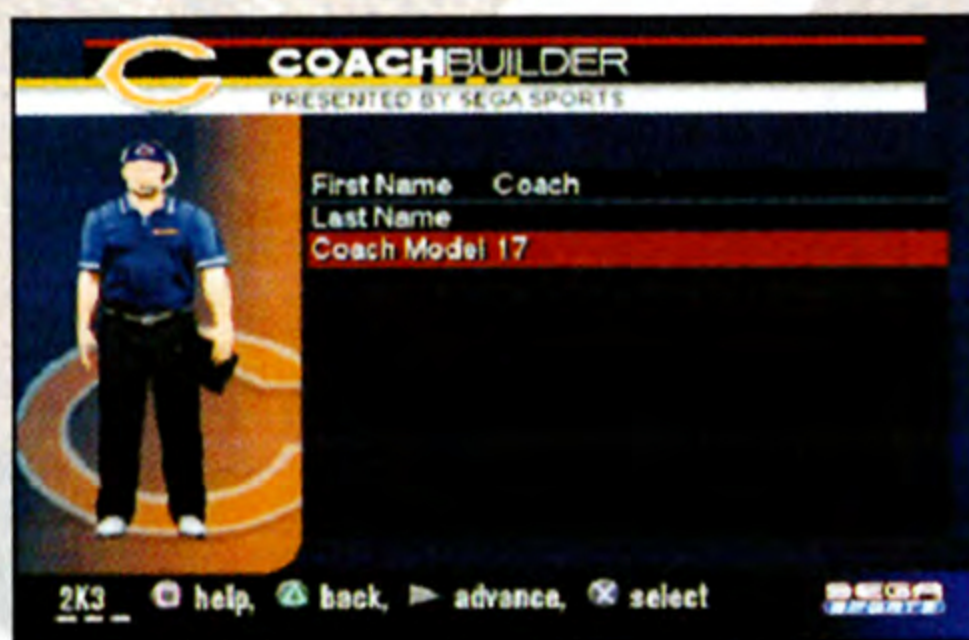 COACHBUILDER
PRESENTED BY SEGA SPORTS
First Name Coach
Last Name
Coach Model 17
2K3 help, back, advance, select
SEGA
SPORTS